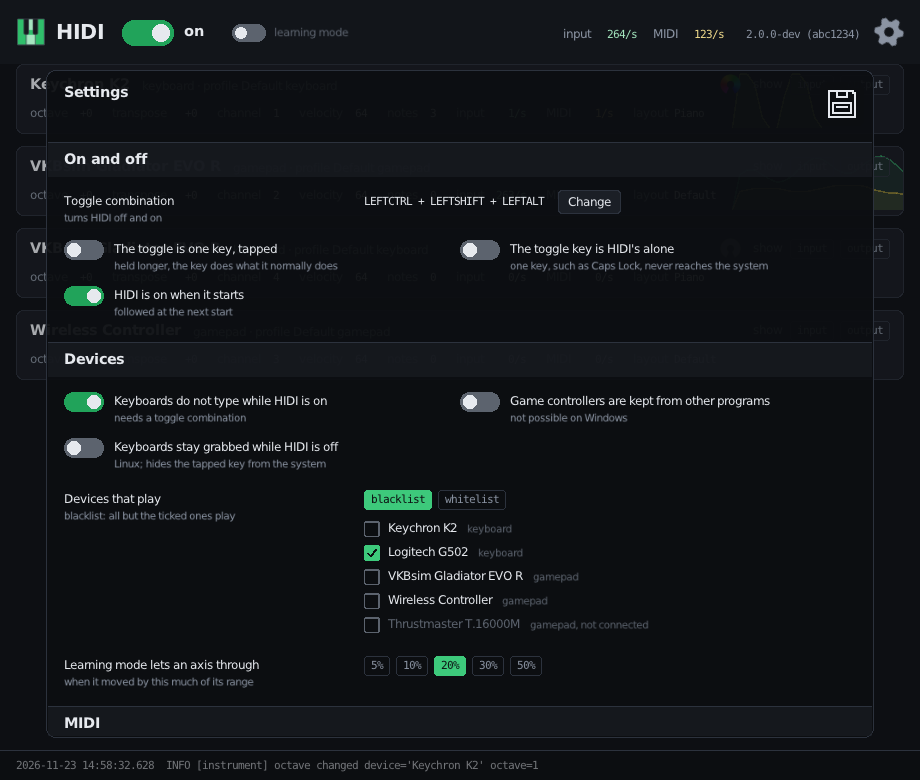 HIDI on learning mode input 264/s MIDI 123/s 2.0.0-dev (abc1234)
Settings
On and off
Toggle combination LEFTCTRL + LEFTSHIFT + LEFTALT Change
turns HIDI off and on
The toggle is one key, tapped The toggle key is HIDI's alone
held longer, the key does what it normally does one key, such as Caps Lock, never reaches the system
HIDI is on when it starts
followed at the next start
Devices
Keyboards do not type while HIDI is on Game controllers are kept from other programs
needs a toggle combination not possible on Windows
Keyboards stay grabbed while HIDI is off
Linux; hides the tapped key from the system
Devices that play blacklist whitelist
blacklist: all but the ticked ones play
Keychron K2 keyboard
Logitech G502 keyboard
VKBsim Gladiator EVO R gamepad
Wireless Controller gamepad
Thrustmaster T.16000M gamepad, not connected
Learning mode lets an axis through 5% 10% 20% 30% 50%
when it moved by this much of its range
MIDI
2026-11-23 14:58:32.628 INFO [instrument] octave changed device='Keychron K2' octave=1